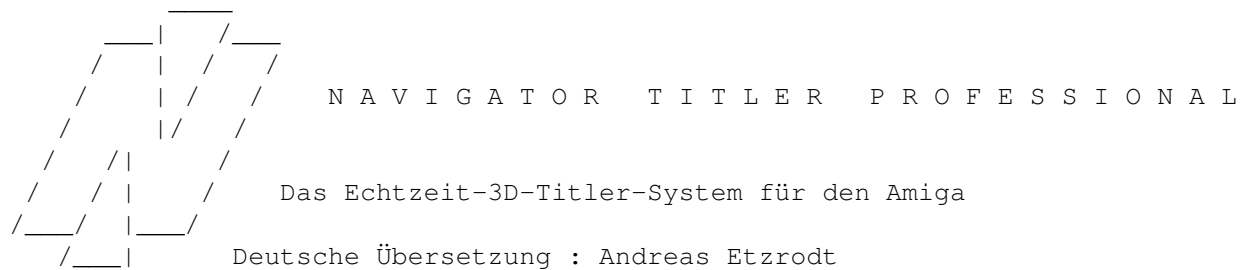 N A V I G A T O R   T I T L E R   P R O F E S S I O N A L
Das Echtzeit-3D-Titler-System für den Amiga
Deutsche Übersetzung : Andreas Etzrodt